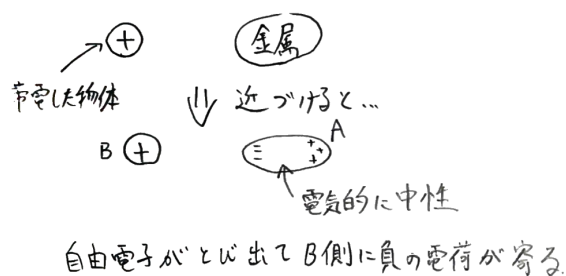 + 金属
帯電した物体
近づけると…
A
B + - - - + + +
電気的に中性
自由電子がとび出て B側に負の電荷が寄る.